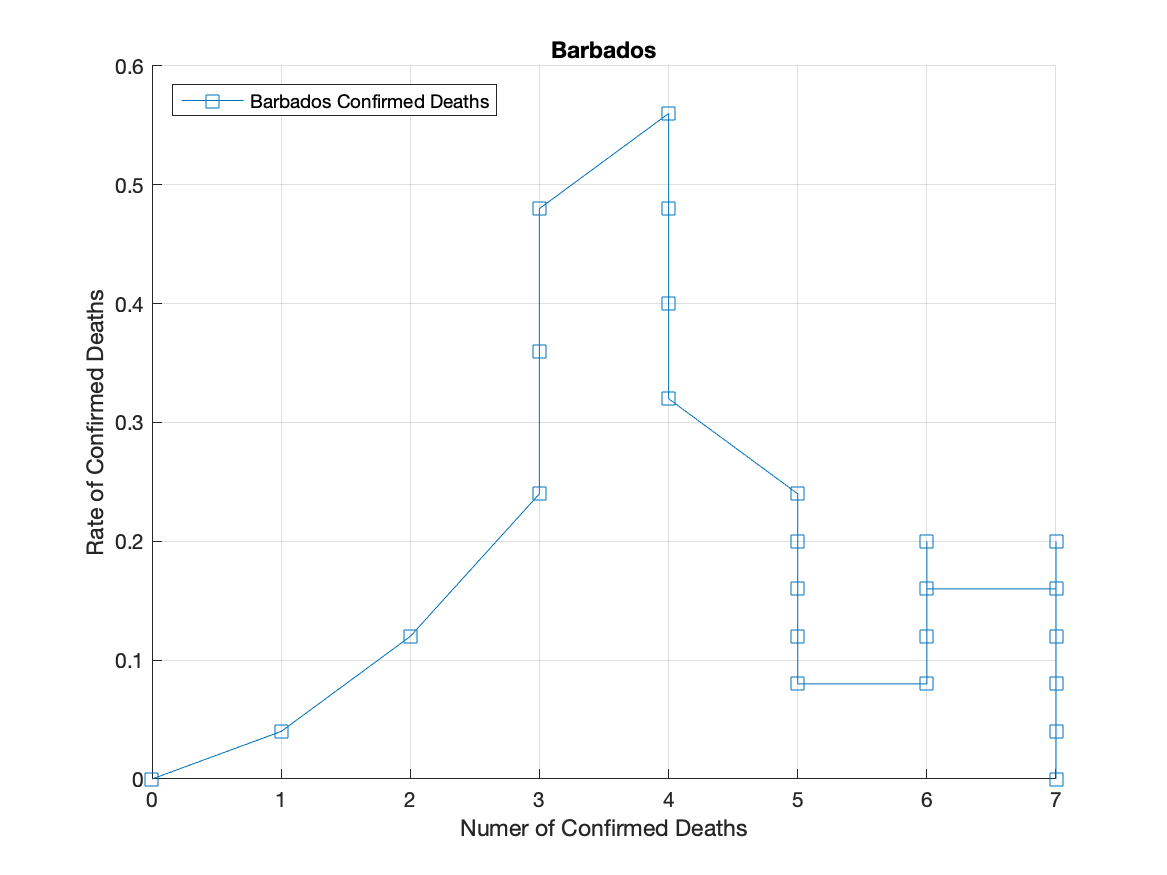 Barbados
Barbados Confirmed Deaths
Rate of Confirmed Deaths
0.6
0.5
0.4
0.3
0.2
0.1
0
0 1 2 3 4 5 6 7
Numer of Confirmed Deaths